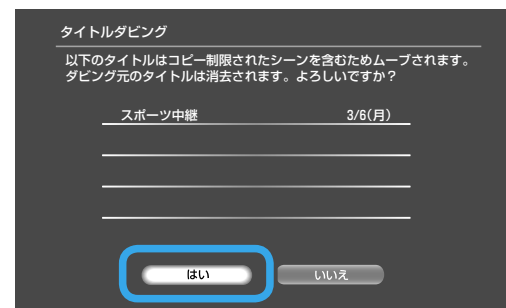 タイトルダビング
以下のタイトルはコピー制限されたシーンを含むためムーブされます。
ダビング元のタイトルは消去されます。よろしいですか？
スポーツ中継 3/6(月)
はい いいえ